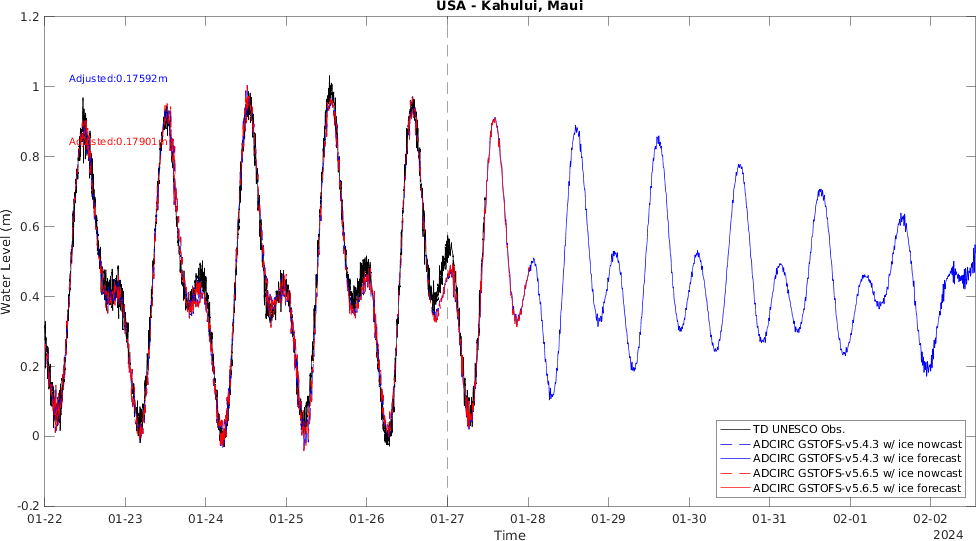 USA - Kahului, Maui
1.2
1
0.8
0.6
0.4
0.2
0
-0.2
Water Level (m)
Adjusted:0.17592m
Adjusted:0.17901m
TD UNESCO Obs.
ADCIRC GSTOFS-v5.4.3 w/ ice nowcast
ADCIRC GSTOFS-v5.4.3 w/ ice forecast
ADCIRC GSTOFS-v5.6.5 w/ ice nowcast
ADCIRC GSTOFS-v5.6.5 w/ ice forecast
01-22 01-23 01-24 01-25 01-26 01-27 01-28 01-29 01-30 01-31 02-01 02-02
Time
2024